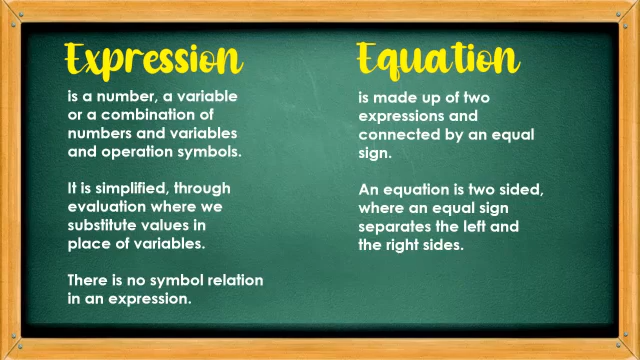 Expression
is a number, a variable
or a combination of
numbers and variables
and operation symbols.
It is simplified, through
evaluation where we
substitute values in
place of variables.
There is no symbol relation
in an expression.
Equation
is made up of two
expressions and
connected by an equal
sign.
An equation is two sided,
where an equal sign
separates the left and
the right sides.